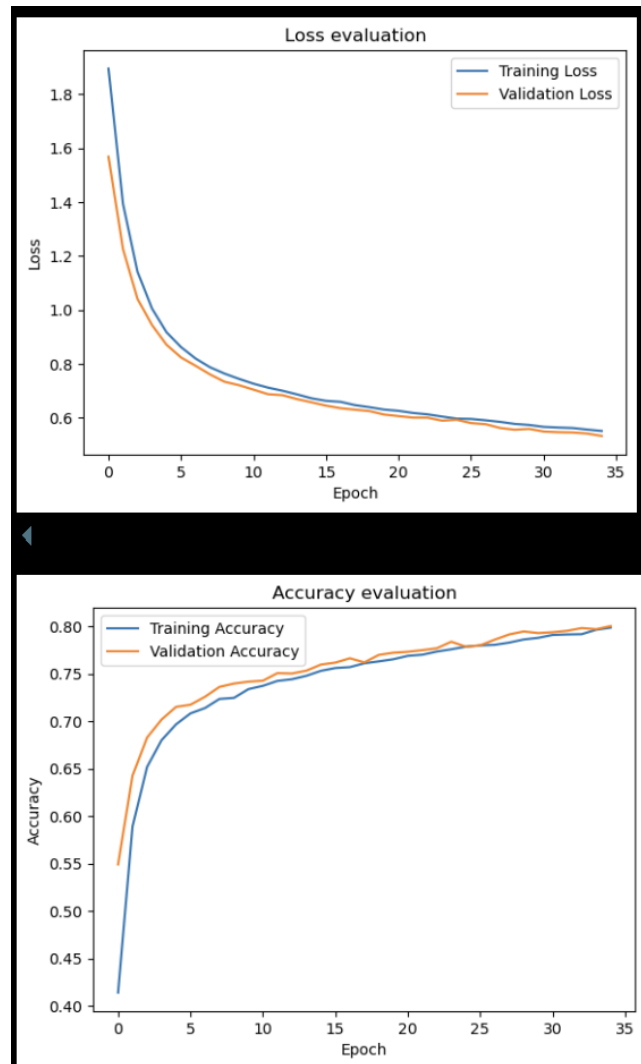 Loss evaluation
Training Loss
Validation Loss
1.8
1.6
1.4
1.2
1.0
0.8
0.6
Loss
0 5 10 15 20 25 30 35
Epoch
Accuracy evaluation
Training Accuracy
Validation Accuracy
0.80
0.75
0.70
0.65
0.60
0.55
0.50
0.45
0.40
Accuracy
0 5 10 15 20 25 30 35
Epoch